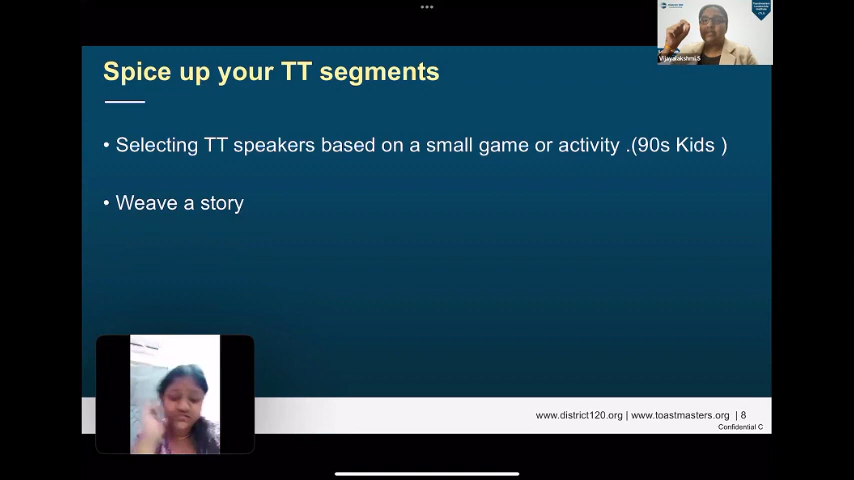 Vijayalakshmi.S
Spice up your TT segments
• Selecting TT speakers based on a small game or activity .(90s Kids )
• Weave a story
www.district120.org | www.toastmasters.org | 8
Confidential C